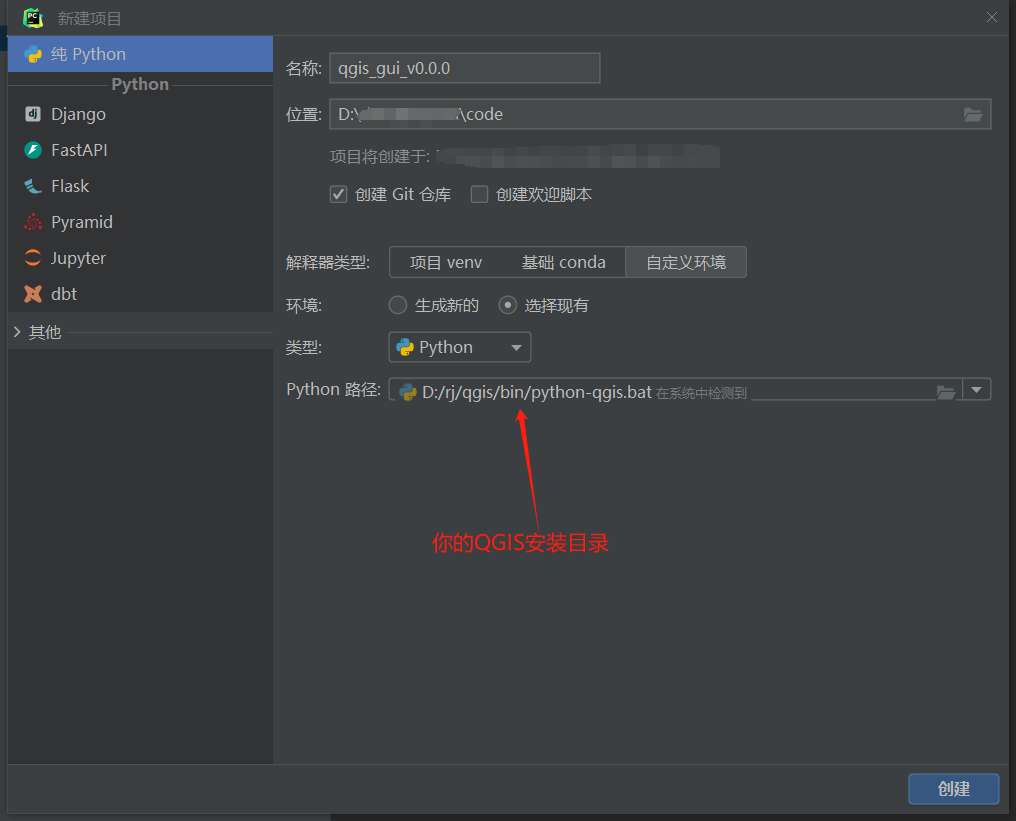 新建项目
纯 Python
Python
Django
FastAPI
Flask
Pyramid
Jupyter
dbt
其他
名称: qgis_gui_v0.0.0
位置: D:\ \code
项目将创建于:
创建 Git 仓库 创建欢迎脚本
解释器类型: 项目 venv 基础 conda 自定义环境
环境: 生成新的 选择现有
类型: Python
Python 路径: D:/rj/qgis/bin/python-qgis.bat 在系统中检测到
你的QGIS安装目录
创建